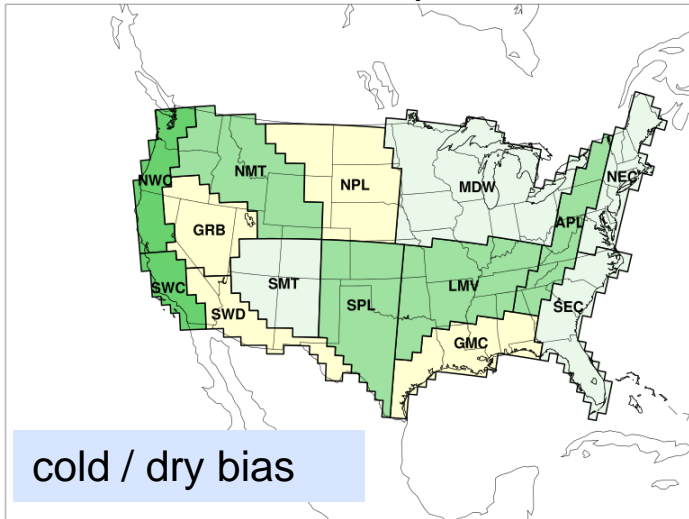 NWC
NMT
NPL
MDW
NEC
GRB
APL
SWC
SWD
SMT
SPL
LMV
SEC
GMC
cold / dry bias